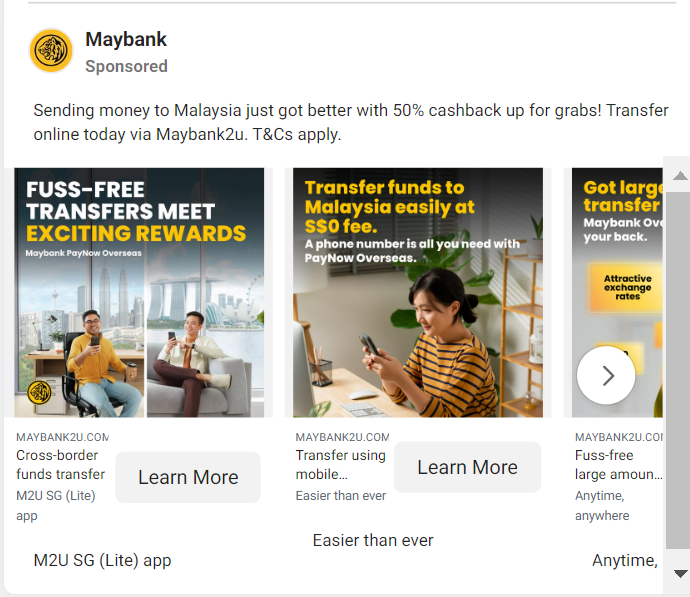 Maybank
Sponsored
Sending money to Malaysia just got better with 50% cashback up for grabs! Transfer
online today via Maybank2u. T&Cs apply.
FUSS-FREE
TRANSFERS MEET
EXCITING REWARDS
Maybank PayNow Overseas
MAYBANK2U.COM
Cross-border
funds transfer
M2U SG (Lite)
app
Learn More
M2U SG (Lite) app
Transfer funds to
Malaysia easily at
S$0 fee.
A phone number is all you need with
PayNow Overseas.
MAYBANK2U.COM
Transfer using
mobile...
Easier than ever
Learn More
Easier than ever
Got large
transfer
Maybank Ove
your back.
Attractive
exchange
rates
MAYBANK2U.COM
Fuss-free
large amoun...
Anytime,
anywhere
Anytime,